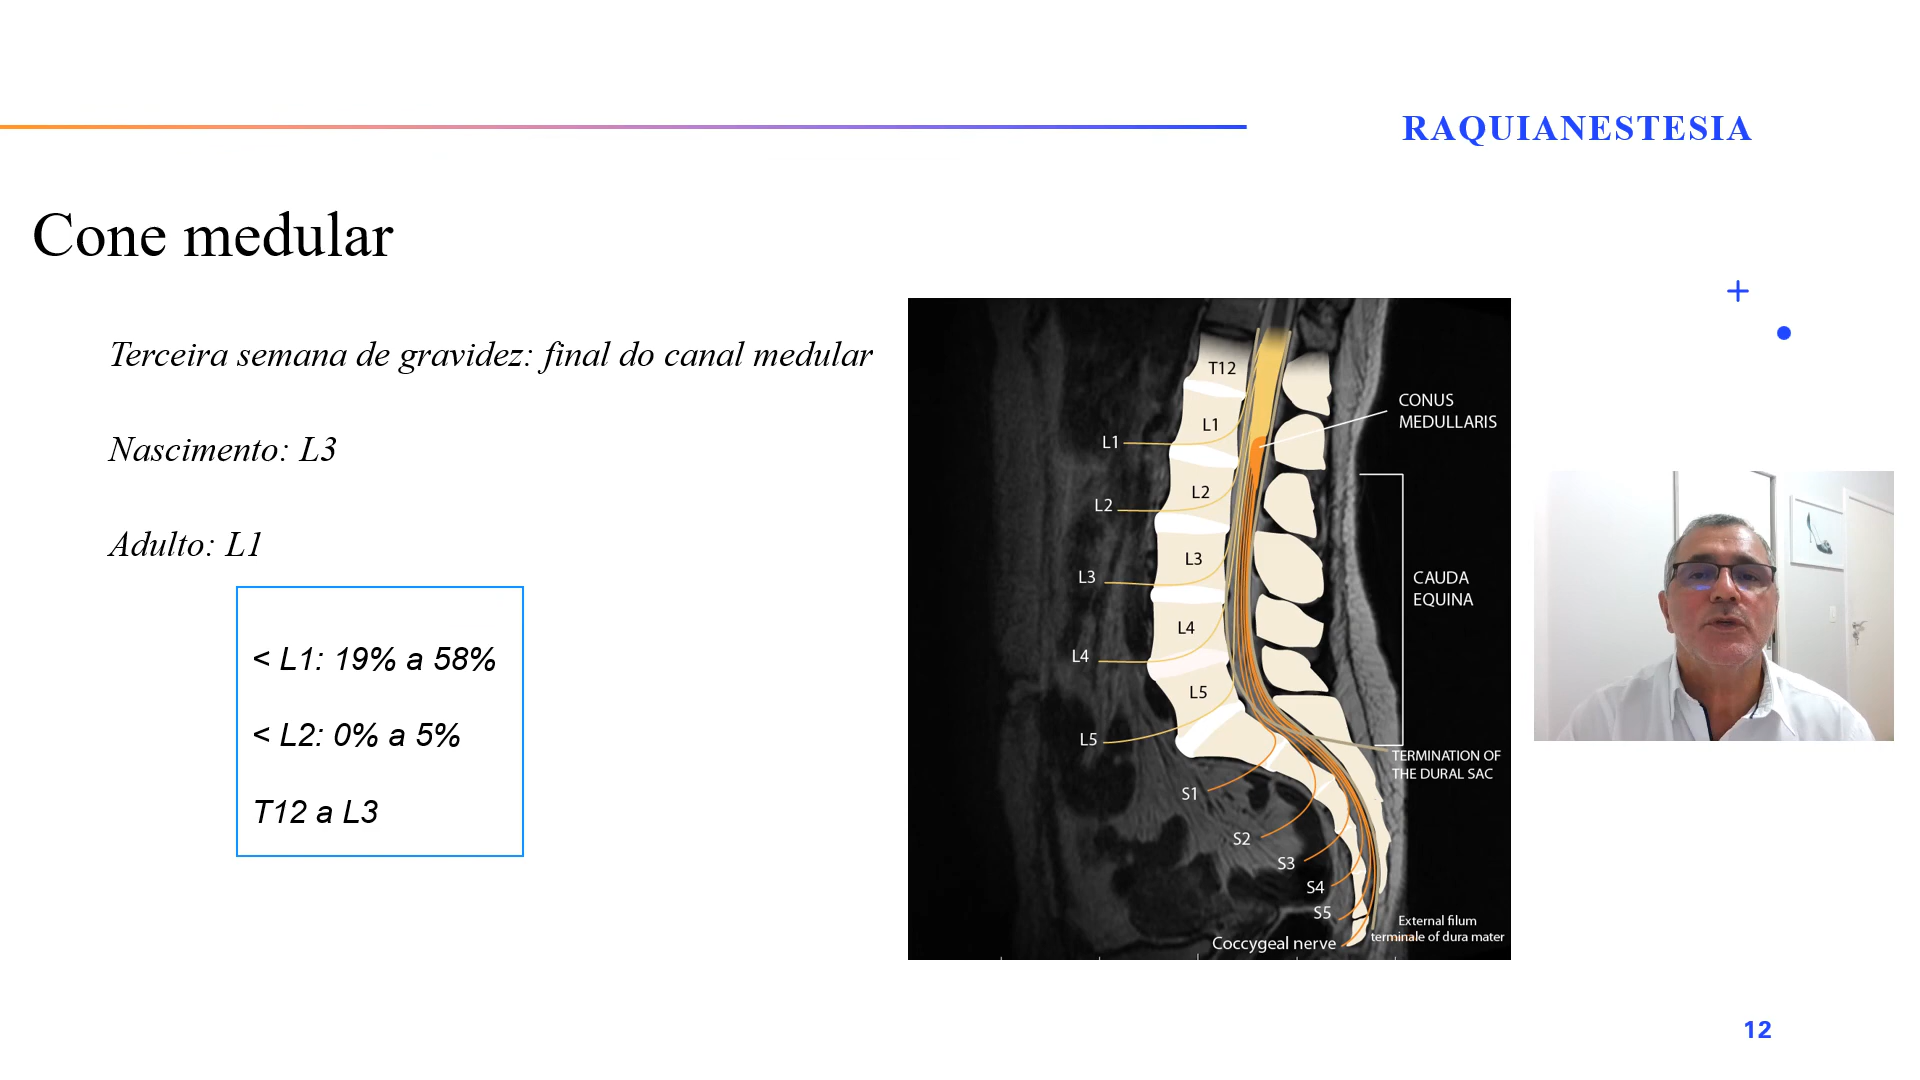 RAQUIANESTESIA
Cone medular
Terceira semana de gravidez: final do canal medular
Nascimento: L3
Adulto: L1
< L1: 19% a 58%
< L2: 0% a 5%
T12 a L3
T12
CONUS
MEDULLARIS
L1
L1
L2
L2
L3
L3
CAUDA
EQUINA
L4
L4
L5
L5
TERMINATION OF
THE DURAL SAC
S1
S2
S3
S4
S5
External filum
terminale of dura mater
Coccygeal nerve
12